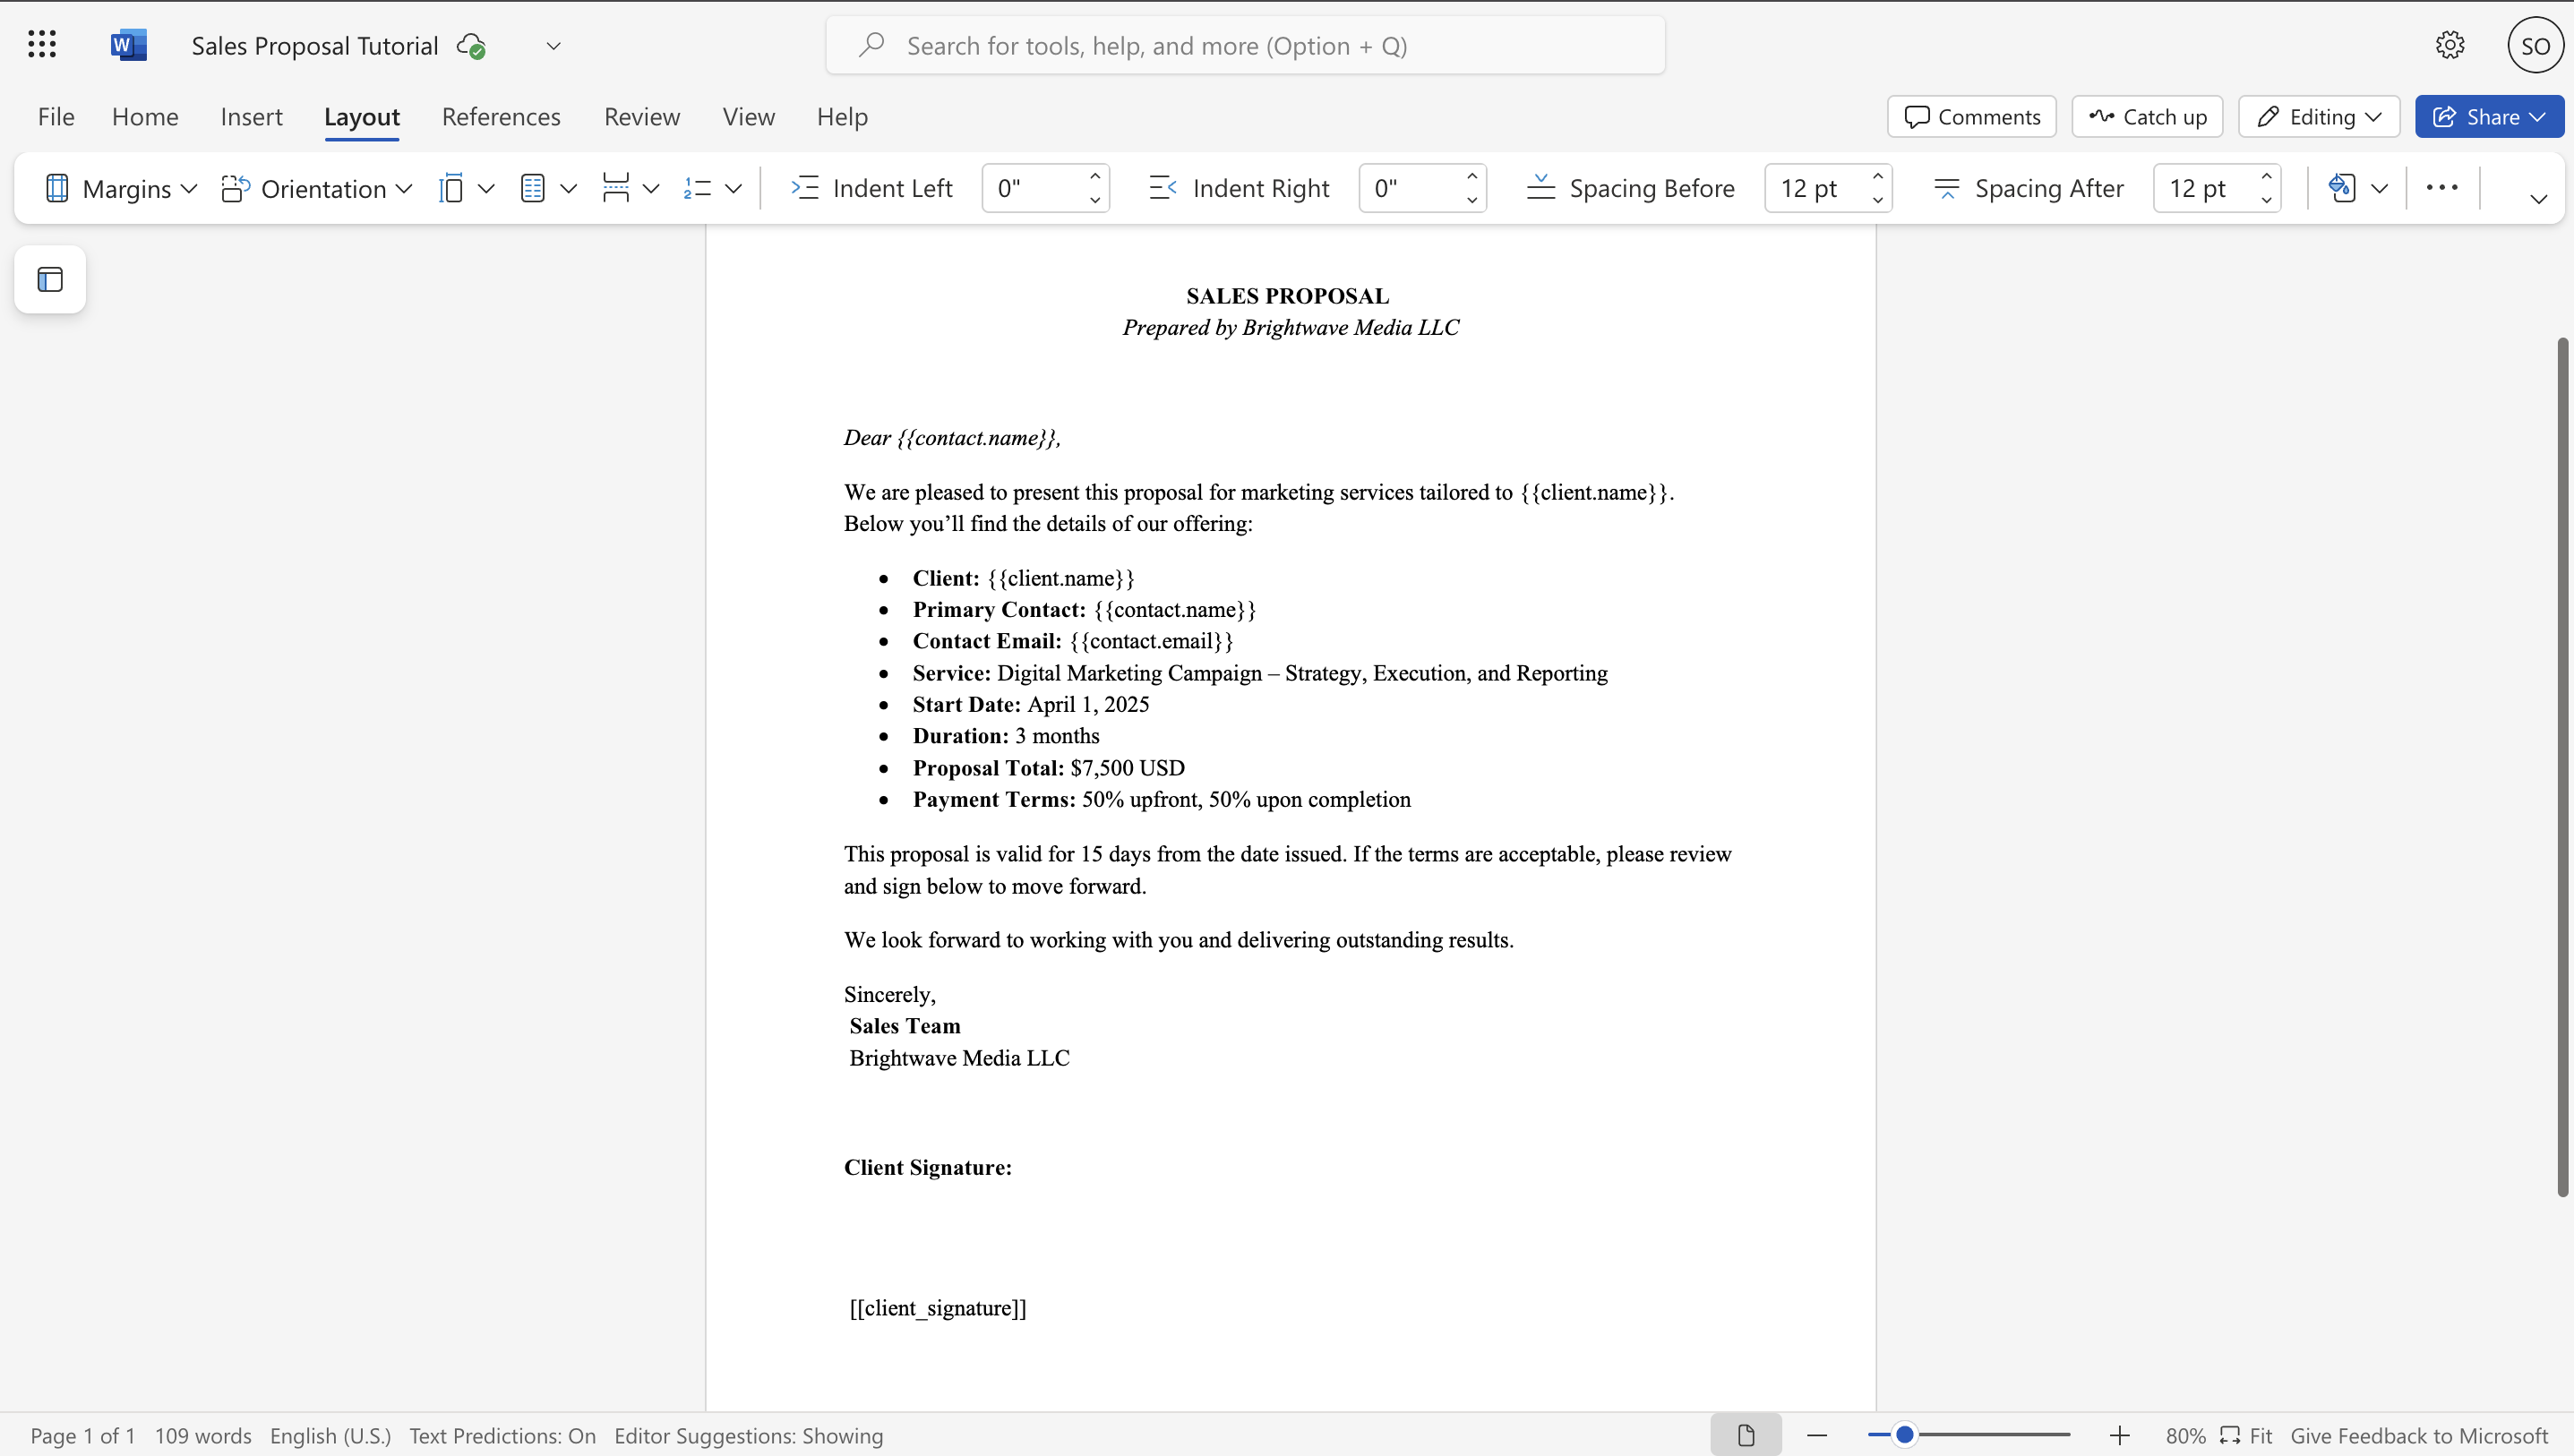 W Sales Proposal Tutorial Search for tools, help, and more (Option + Q) SO
File Home Insert Layout References Review View Help Comments Catch up Editing Share
Margins Orientation Indent Left 0" Indent Right 0" Spacing Before 12 pt Spacing After 12 pt
SALES PROPOSAL
Prepared by Brightwave Media LLC
Dear {{contact.name}},
We are pleased to present this proposal for marketing services tailored to {{client.name}}.
Below you’ll find the details of our offering:
• Client: {{client.name}}
• Primary Contact: {{contact.name}}
• Contact Email: {{contact.email}}
• Service: Digital Marketing Campaign – Strategy, Execution, and Reporting
• Start Date: April 1, 2025
• Duration: 3 months
• Proposal Total: $7,500 USD
• Payment Terms: 50% upfront, 50% upon completion
This proposal is valid for 15 days from the date issued. If the terms are acceptable, please review
and sign below to move forward.
We look forward to working with you and delivering outstanding results.
Sincerely,
Sales Team
Brightwave Media LLC
Client Signature:
[[client_signature]]
Page 1 of 1 109 words English (U.S.) Text Predictions: On Editor Suggestions: Showing 80% Fit Give Feedback to Microsoft